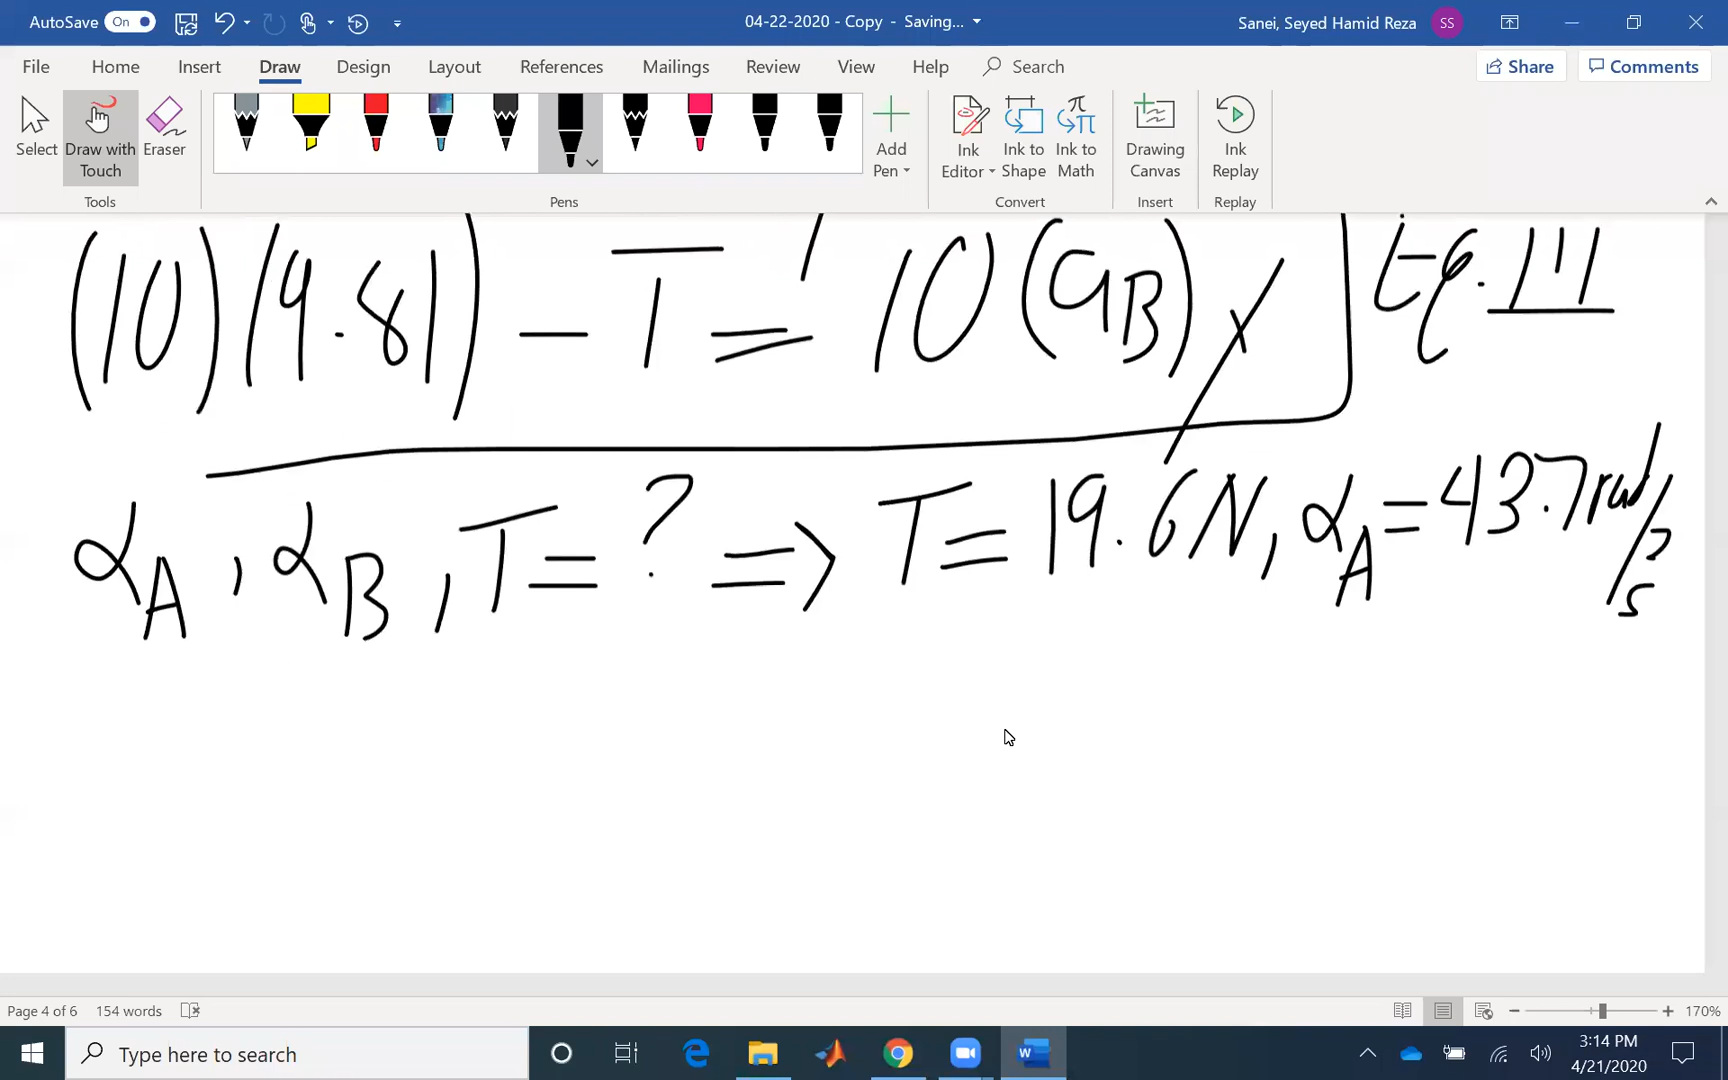 AutoSave On 04-22-2020 - Copy - Saving... Sanei, Seyed Hamid Reza SS
File Home Insert Draw Design Layout References Mailings Review View Help Search Share Comments
Select Draw with Touch Eraser Add Pen Ink Editor Ink to Shape Ink to Math Drawing Canvas Ink Replay
Tools Pens Convert Insert Replay
(10)(9.81) - T = 10(aB) Eq. III
αA, αB, T = ? => T = 19.6N, αA = 43.7 rad/s²
Page 4 of 6 154 words 170%
Type here to search 3:14 PM
4/21/2020